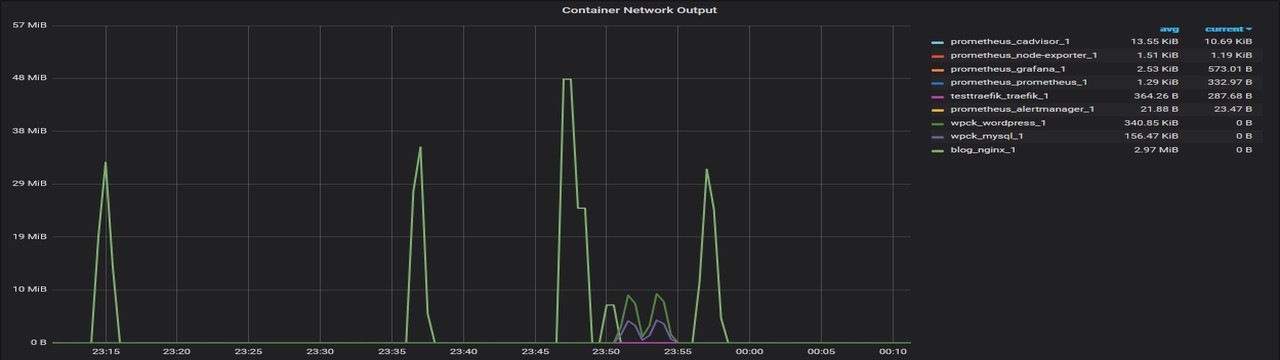 Container Network Output
57 MiB
48 MiB
38 MiB
29 MiB
19 MiB
10 MiB
0 B
23:15 23:20 23:25 23:30 23:35 23:40 23:45 23:50 23:55 00:00 00:05 00:10
avg current
prometheus_cadvisor_1 13.55 KiB 10.69 KiB
prometheus_node-exporter_1 1.51 KiB 1.19 KiB
prometheus_grafana_1 2.53 KiB 573.01 B
prometheus_prometheus_1 1.29 KiB 332.97 B
testtraefik_traefik_1 364.26 B 287.68 B
prometheus_alertmanager_1 21.88 B 23.47 B
wpck_wordpress_1 340.85 KiB 0 B
wpck_mysql_1 156.47 KiB 0 B
blog_nginx_1 2.97 MiB 0 B